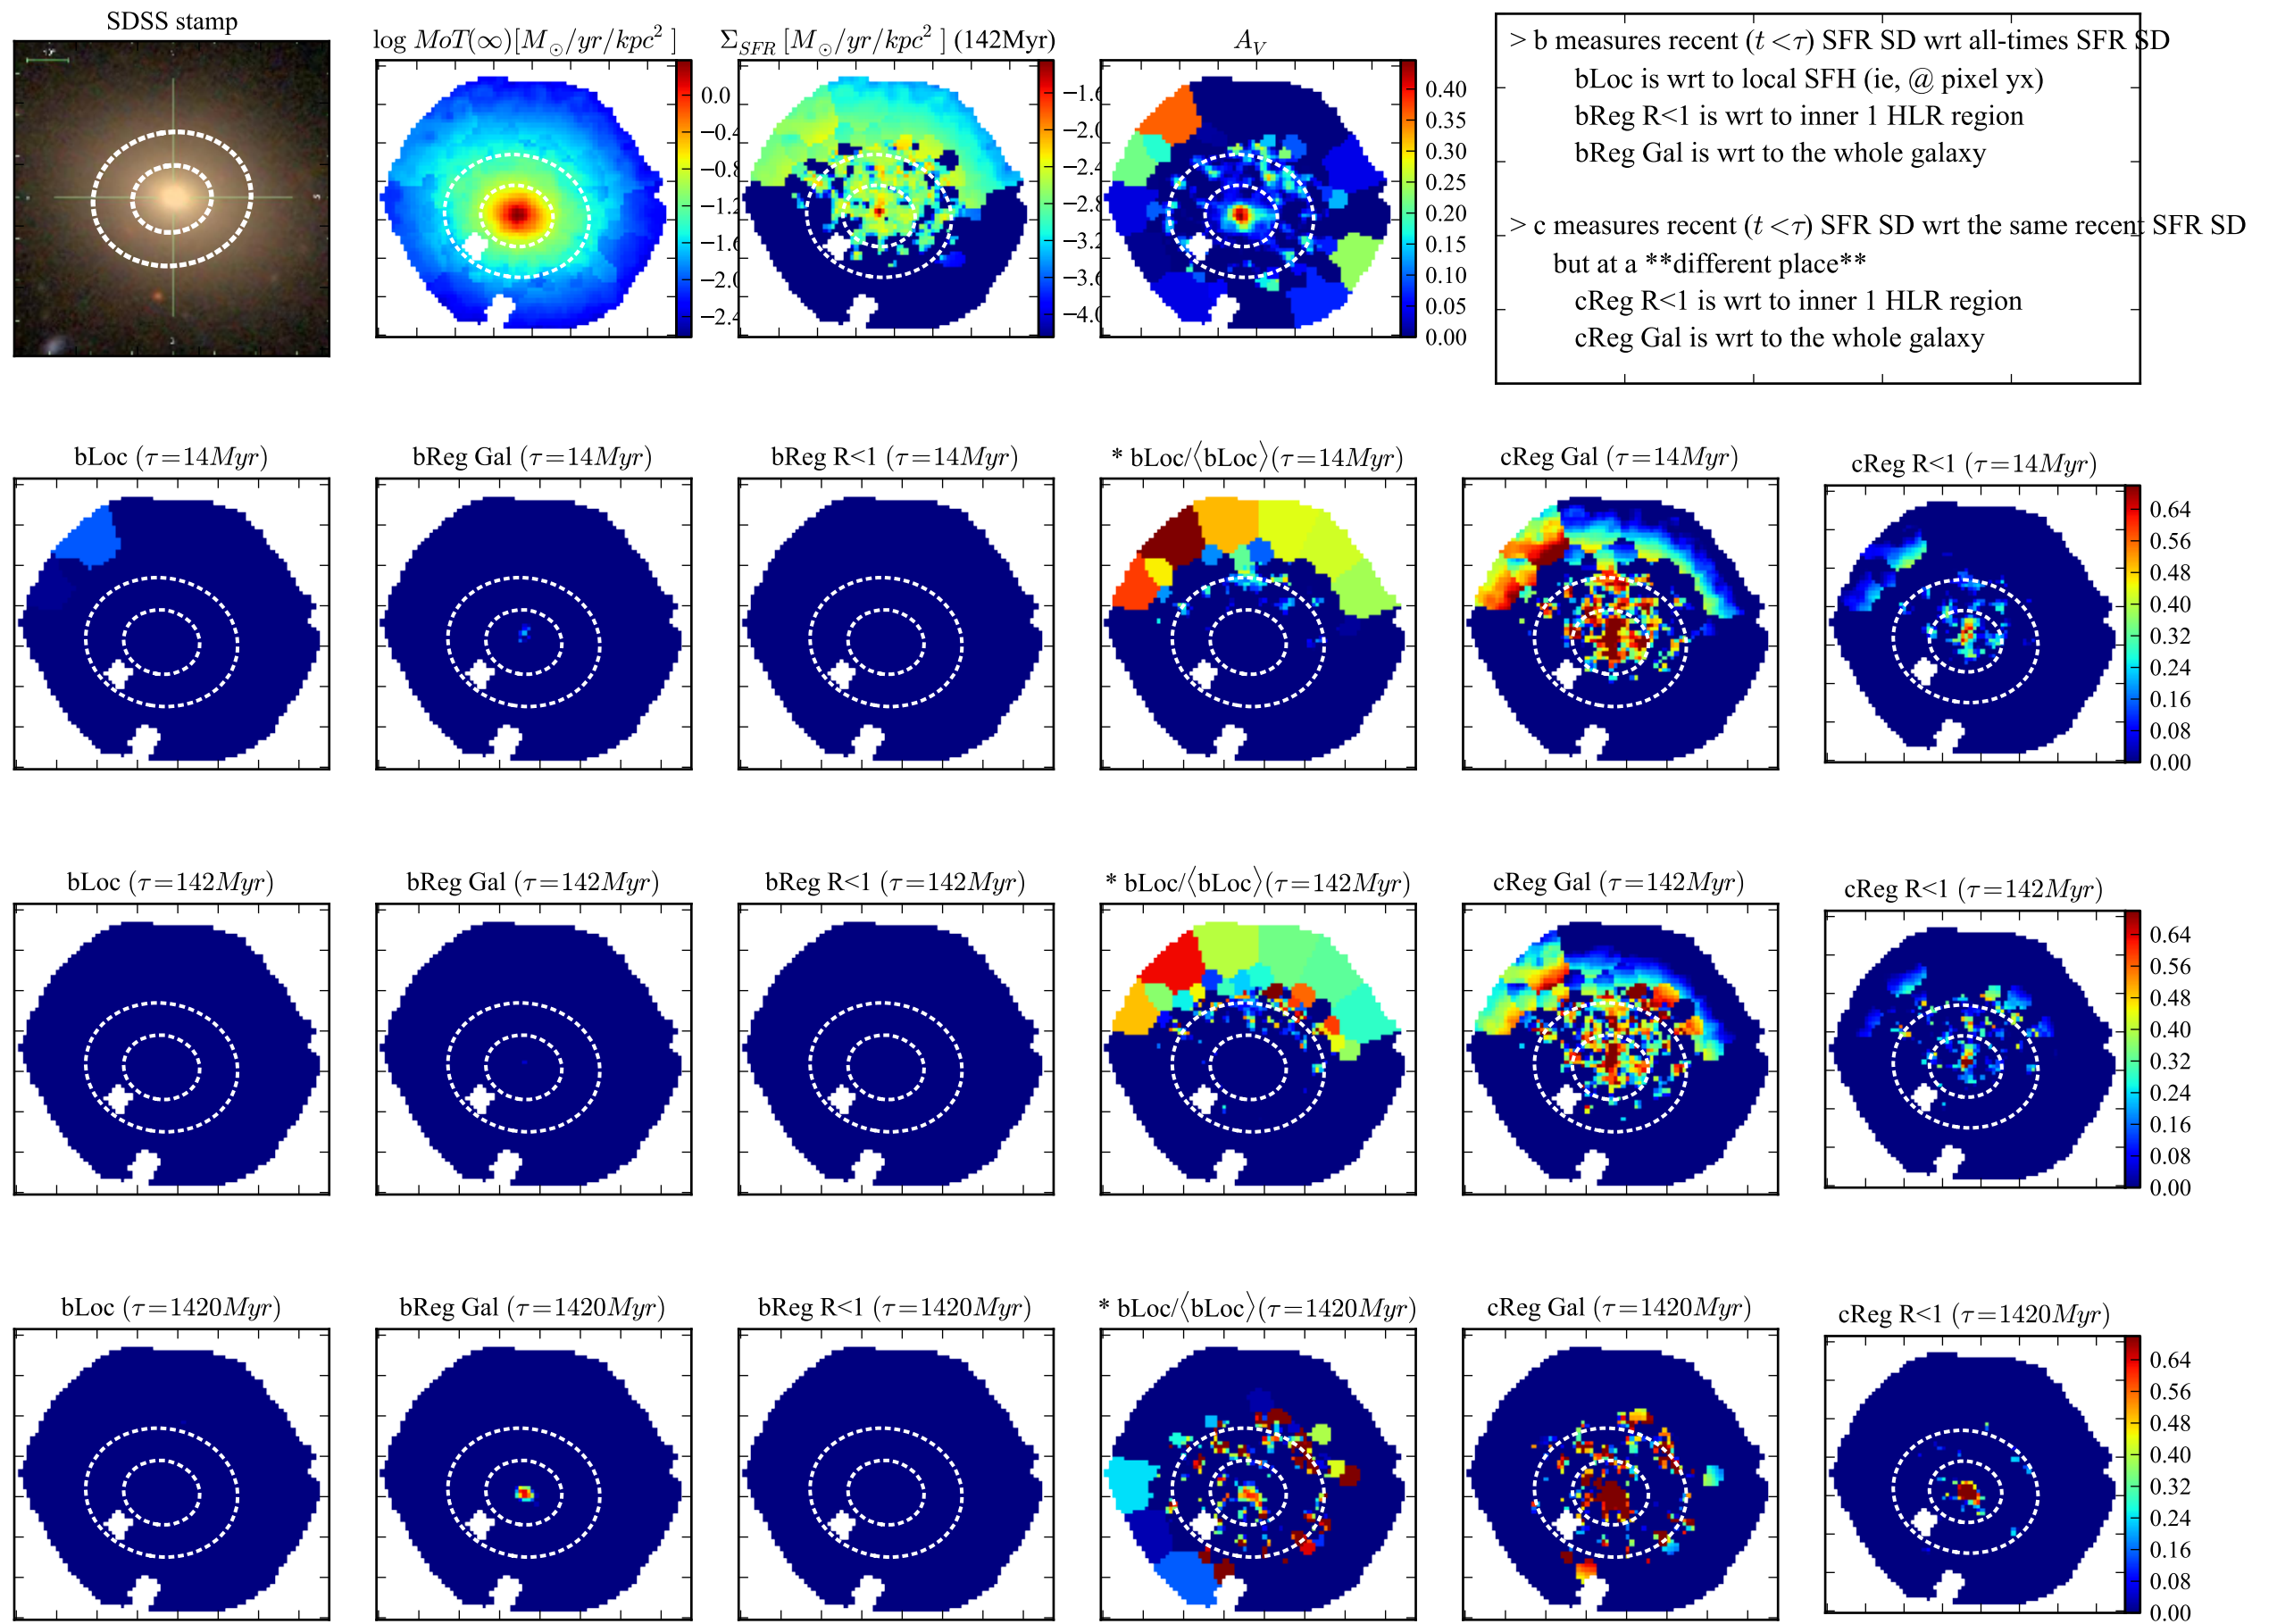 SDSS stamp
log MoT(∞)[M⊙/yr/kpc²]
Σ_SFR [M⊙/yr/kpc²] (142Myr)
A_V
0.0
−0.4
−0.8
−1.2
−1.6
−2.0
−2.4
−1.6
−2.0
−2.4
−2.8
−3.2
−3.6
−4.0
0.40
0.35
0.30
0.25
0.20
0.15
0.10
0.05
0.00
> b measures recent (t<τ) SFR SD wrt all-times SFR SD
bLoc is wrt to local SFH (ie, @ pixel yx)
bReg R<1 is wrt to inner 1 HLR region
bReg Gal is wrt to the whole galaxy
> c measures recent (t<τ) SFR SD wrt the same recent SFR SD
but at a **different place**
cReg R<1 is wrt to inner 1 HLR region
cReg Gal is wrt to the whole galaxy
bLoc (τ=14Myr)
bReg Gal (τ=14Myr)
bReg R<1 (τ=14Myr)
* bLoc/⟨bLoc⟩(τ=14Myr)
cReg Gal (τ=14Myr)
cReg R<1 (τ=14Myr)
0.64
0.56
0.48
0.40
0.32
0.24
0.16
0.08
0.00
bLoc (τ=142Myr)
bReg Gal (τ=142Myr)
bReg R<1 (τ=142Myr)
* bLoc/⟨bLoc⟩(τ=142Myr)
cReg Gal (τ=142Myr)
cReg R<1 (τ=142Myr)
0.64
0.56
0.48
0.40
0.32
0.24
0.16
0.08
0.00
bLoc (τ=1420Myr)
bReg Gal (τ=1420Myr)
bReg R<1 (τ=1420Myr)
* bLoc/⟨bLoc⟩(τ=1420Myr)
cReg Gal (τ=1420Myr)
cReg R<1 (τ=1420Myr)
0.64
0.56
0.48
0.40
0.32
0.24
0.16
0.08
0.00